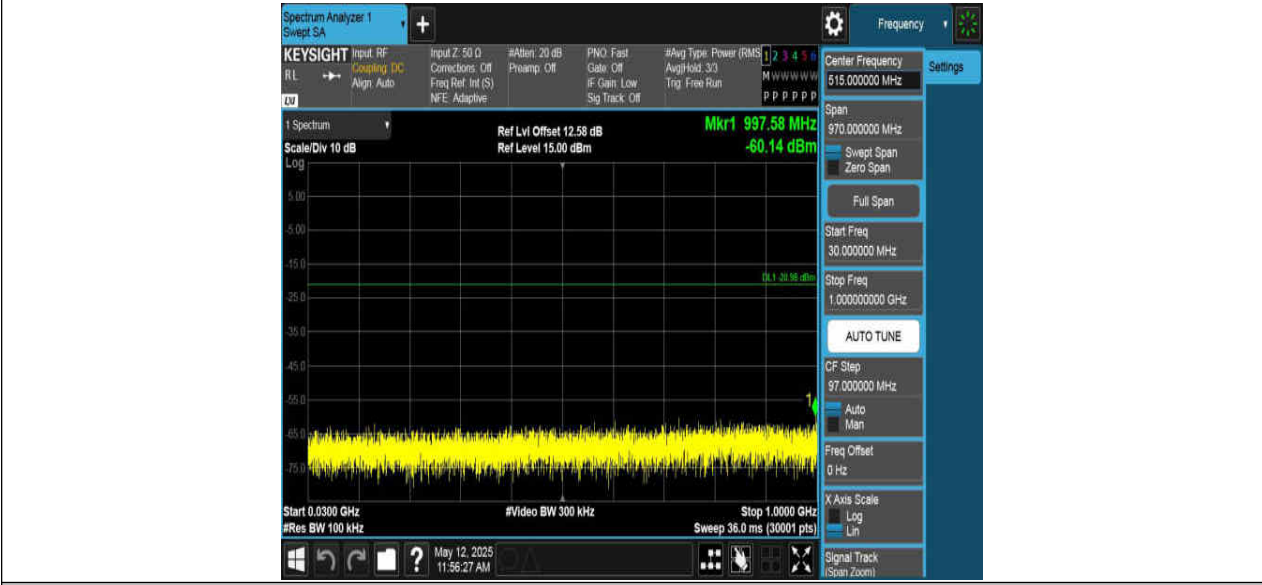 Spectrum Analyzer 1
Swept SA
+
Frequency
KEYSIGHT
RL
LXI
Input: RF
Coupling: DC
Align: Auto
Input Z: 50 Ω
Corrections: Off
Freq Ref: Int (S)
NFE: Adaptive
#Atten: 20 dB
Preamp: Off
PNO: Fast
Gate: Off
IF Gain: Low
Sig Track: Off
#Avg Type: Power (RMS
Avg|Hold: 3/3
Trig: Free Run
1 2 3 4 5 6
M W W W W W
P P P P P P
1 Spectrum
Scale/Div 10 dB
Log
Ref Lvl Offset 12.58 dB
Ref Level 15.00 dBm
Mkr1 997.58 MHz
-60.14 dBm
5.00
-5.00
-15.0
DL1 -20.96 dBm
-25.0
-35.0
-45.0
-55.0
1
-65.0
-75.0
Start 0.0300 GHz
#Res BW 100 kHz
#Video BW 300 kHz
Stop 1.0000 GHz
Sweep 36.0 ms (30001 pts)
?
May 12, 2025
11:56:27 AM
Center Frequency
515.000000 MHz
Settings
Span
970.000000 MHz
Swept Span
Zero Span
Full Span
Start Freq
30.000000 MHz
Stop Freq
1.000000000 GHz
AUTO TUNE
CF Step
97.000000 MHz
Auto
Man
Freq Offset
0 Hz
X Axis Scale
Log
Lin
Signal Track
(Span Zoom)